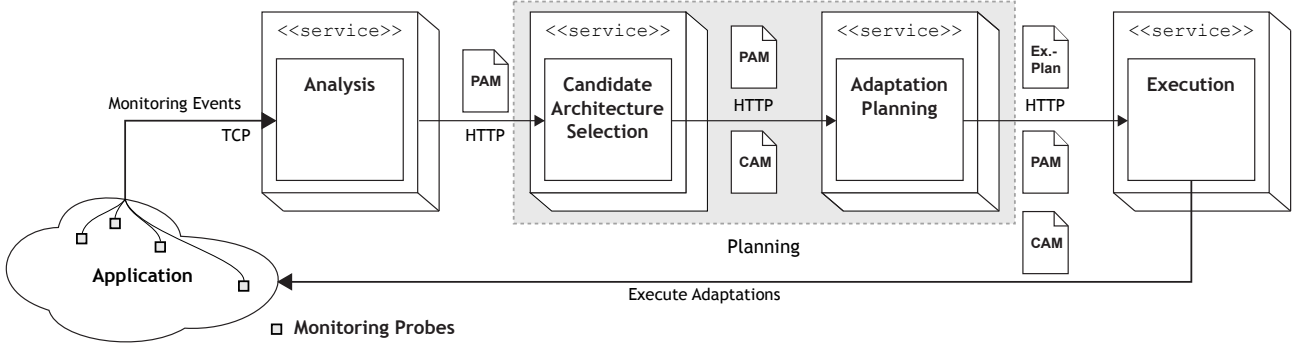 <<service>>
Analysis
PAM
HTTP
<<service>>
Candidate
Architecture
Selection
PAM
HTTP
CAM
<<service>>
Adaptation
Planning
Ex.-
Plan
HTTP
PAM
CAM
<<service>>
Execution
Monitoring Events
TCP
Planning
Application
Execute Adaptations
Monitoring Probes